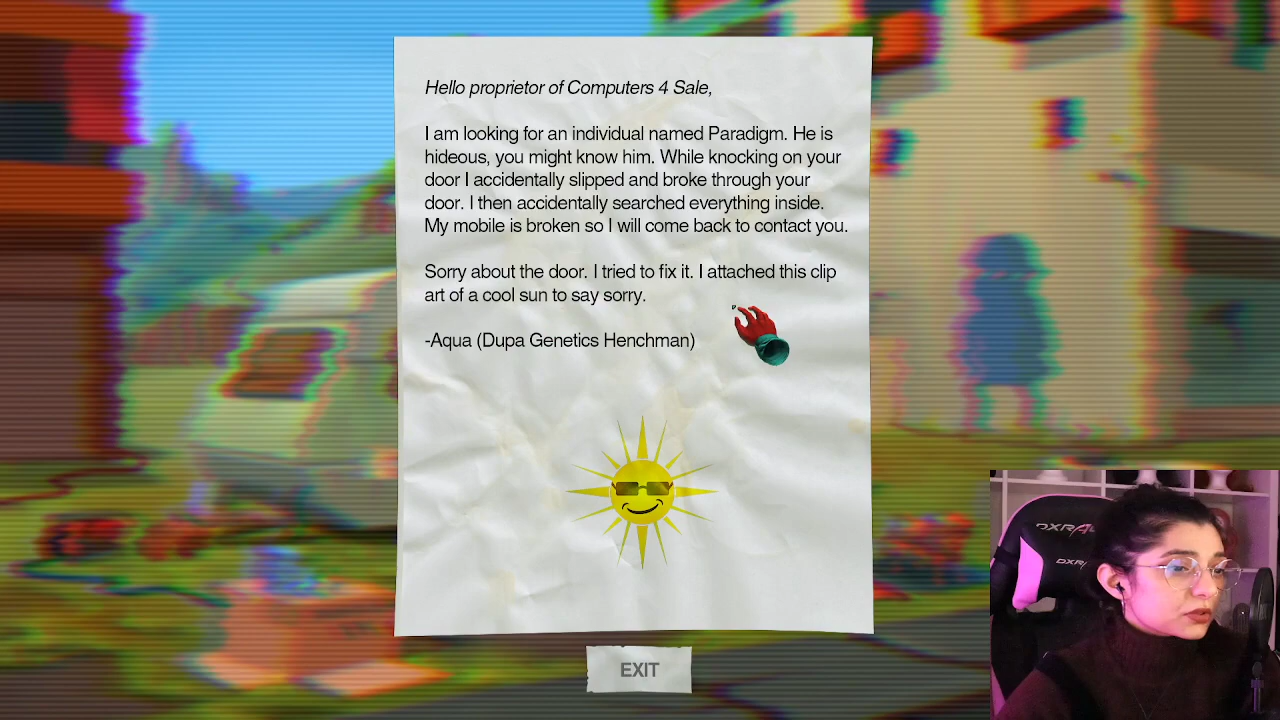 Hello proprietor of Computers 4 Sale,
I am looking for an individual named Paradigm. He is
hideous, you might know him. While knocking on your
door I accidentally slipped and broke through your
door. I then accidentally searched everything inside.
My mobile is broken so I will come back to contact you.
Sorry about the door. I tried to fix it. I attached this clip
art of a cool sun to say sorry.
-Aqua (Dupa Genetics Henchman)
EXIT